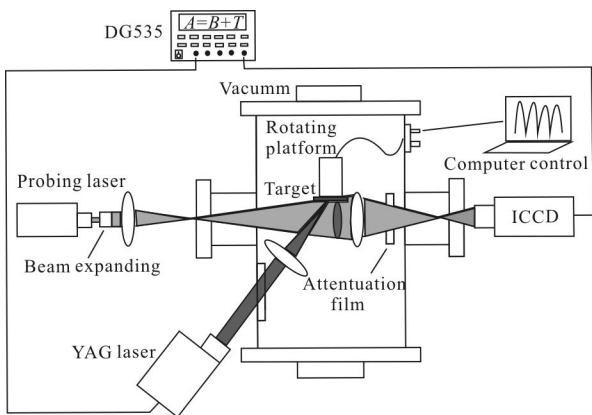 DG535
A=B+T
Vacumm
Rotating
platform
Computer control
Probing laser
Target
ICCD
Beam expanding
Attentuation
film
YAG laser